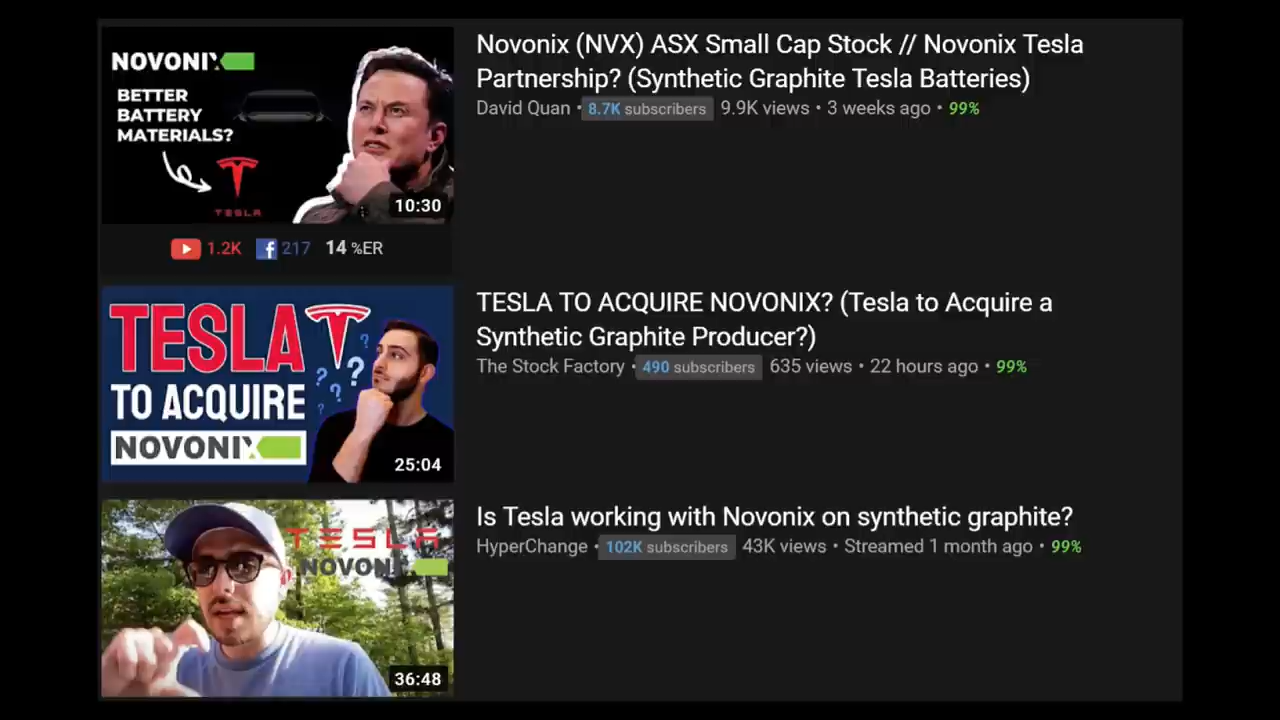 NOVONIX
BETTER
BATTERY
MATERIALS?
TESLA
10:30
1.2K 217 14 %ER
Novonix (NVX) ASX Small Cap Stock // Novonix Tesla
Partnership? (Synthetic Graphite Tesla Batteries)
David Quan • 8.7K subscribers 9.9K views • 3 weeks ago • 99%
TESLA
TO ACQUIRE
NOVONIX
25:04
TESLA TO ACQUIRE NOVONIX? (Tesla to Acquire a
Synthetic Graphite Producer?)
The Stock Factory • 490 subscribers 635 views • 22 hours ago • 99%
TESLA
NOVONI
36:48
Is Tesla working with Novonix on synthetic graphite?
HyperChange • 102K subscribers 43K views • Streamed 1 month ago • 99%